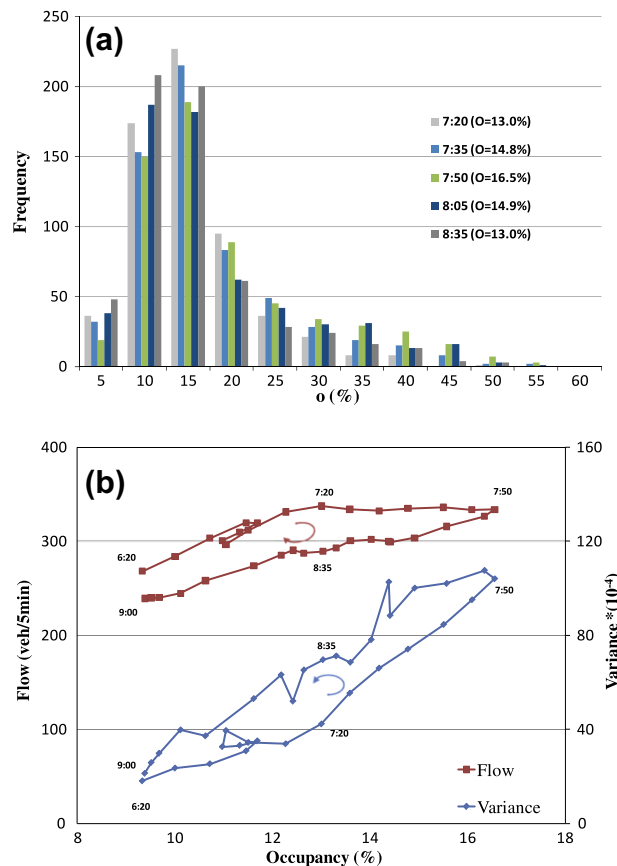 (a)
250
200
150
100
50
0
Frequency
7:20 (O=13.0%)
7:35 (O=14.8%)
7:50 (O=16.5%)
8:05 (O=14.9%)
8:35 (O=13.0%)
5 10 15 20 25 30 35 40 45 50 55 60
o (%)
(b)
400
300
200
100
0
Flow (veh/5min)
160
120
80
40
0
Variance *(10⁻⁴)
7:20
7:50
6:20
8:35
9:00
8:35
7:50
7:20
9:00
6:20
Flow
Variance
8 10 12 14 16 18
Occupancy (%)